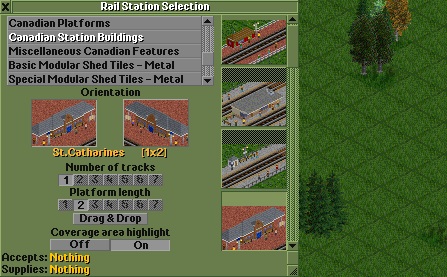 Rail Station Selection
Canadian Platforms
Canadian Station Buildings
Miscellaneous Canadian Features
Basic Modular Shed Tiles - Metal
Special Modular Shed Tiles - Metal
Orientation
St.Catharines [1x2]
Number of tracks
1 2 3 4 5 6 7
Platform length
1 2 3 4 5 6 7
Drag & Drop
Coverage area highlight
Off On
Accepts: Nothing
Supplies: Nothing